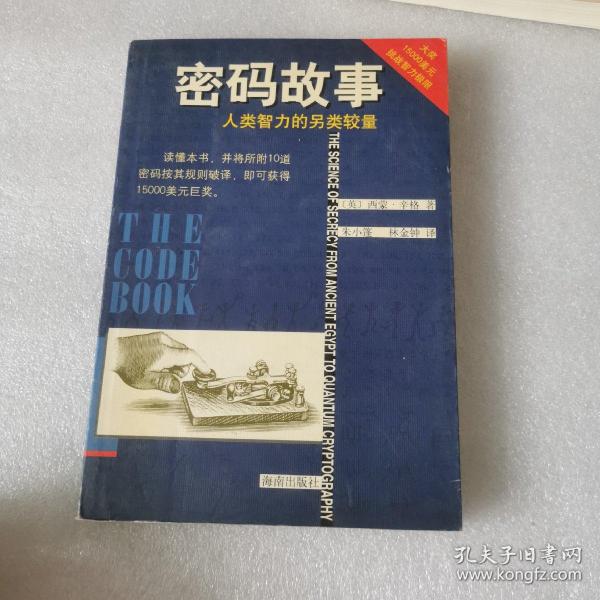 大奖
15000美元
挑战智力极限
密码故事
人类智力的另类较量
读懂本书，并将所附10道
密码按其规则破译，即可获得
15000美元巨奖。
〔英〕西蒙·辛格 著
朱小篷 林金钟 译
THE
CODE
BOOK
THE SCIENCE OF SECRECY FROM ANCIENT EGYPT TO QUANTUM CRYPTOGRAPHY
海南出版社
孔夫子旧书网
www.kongfz.com